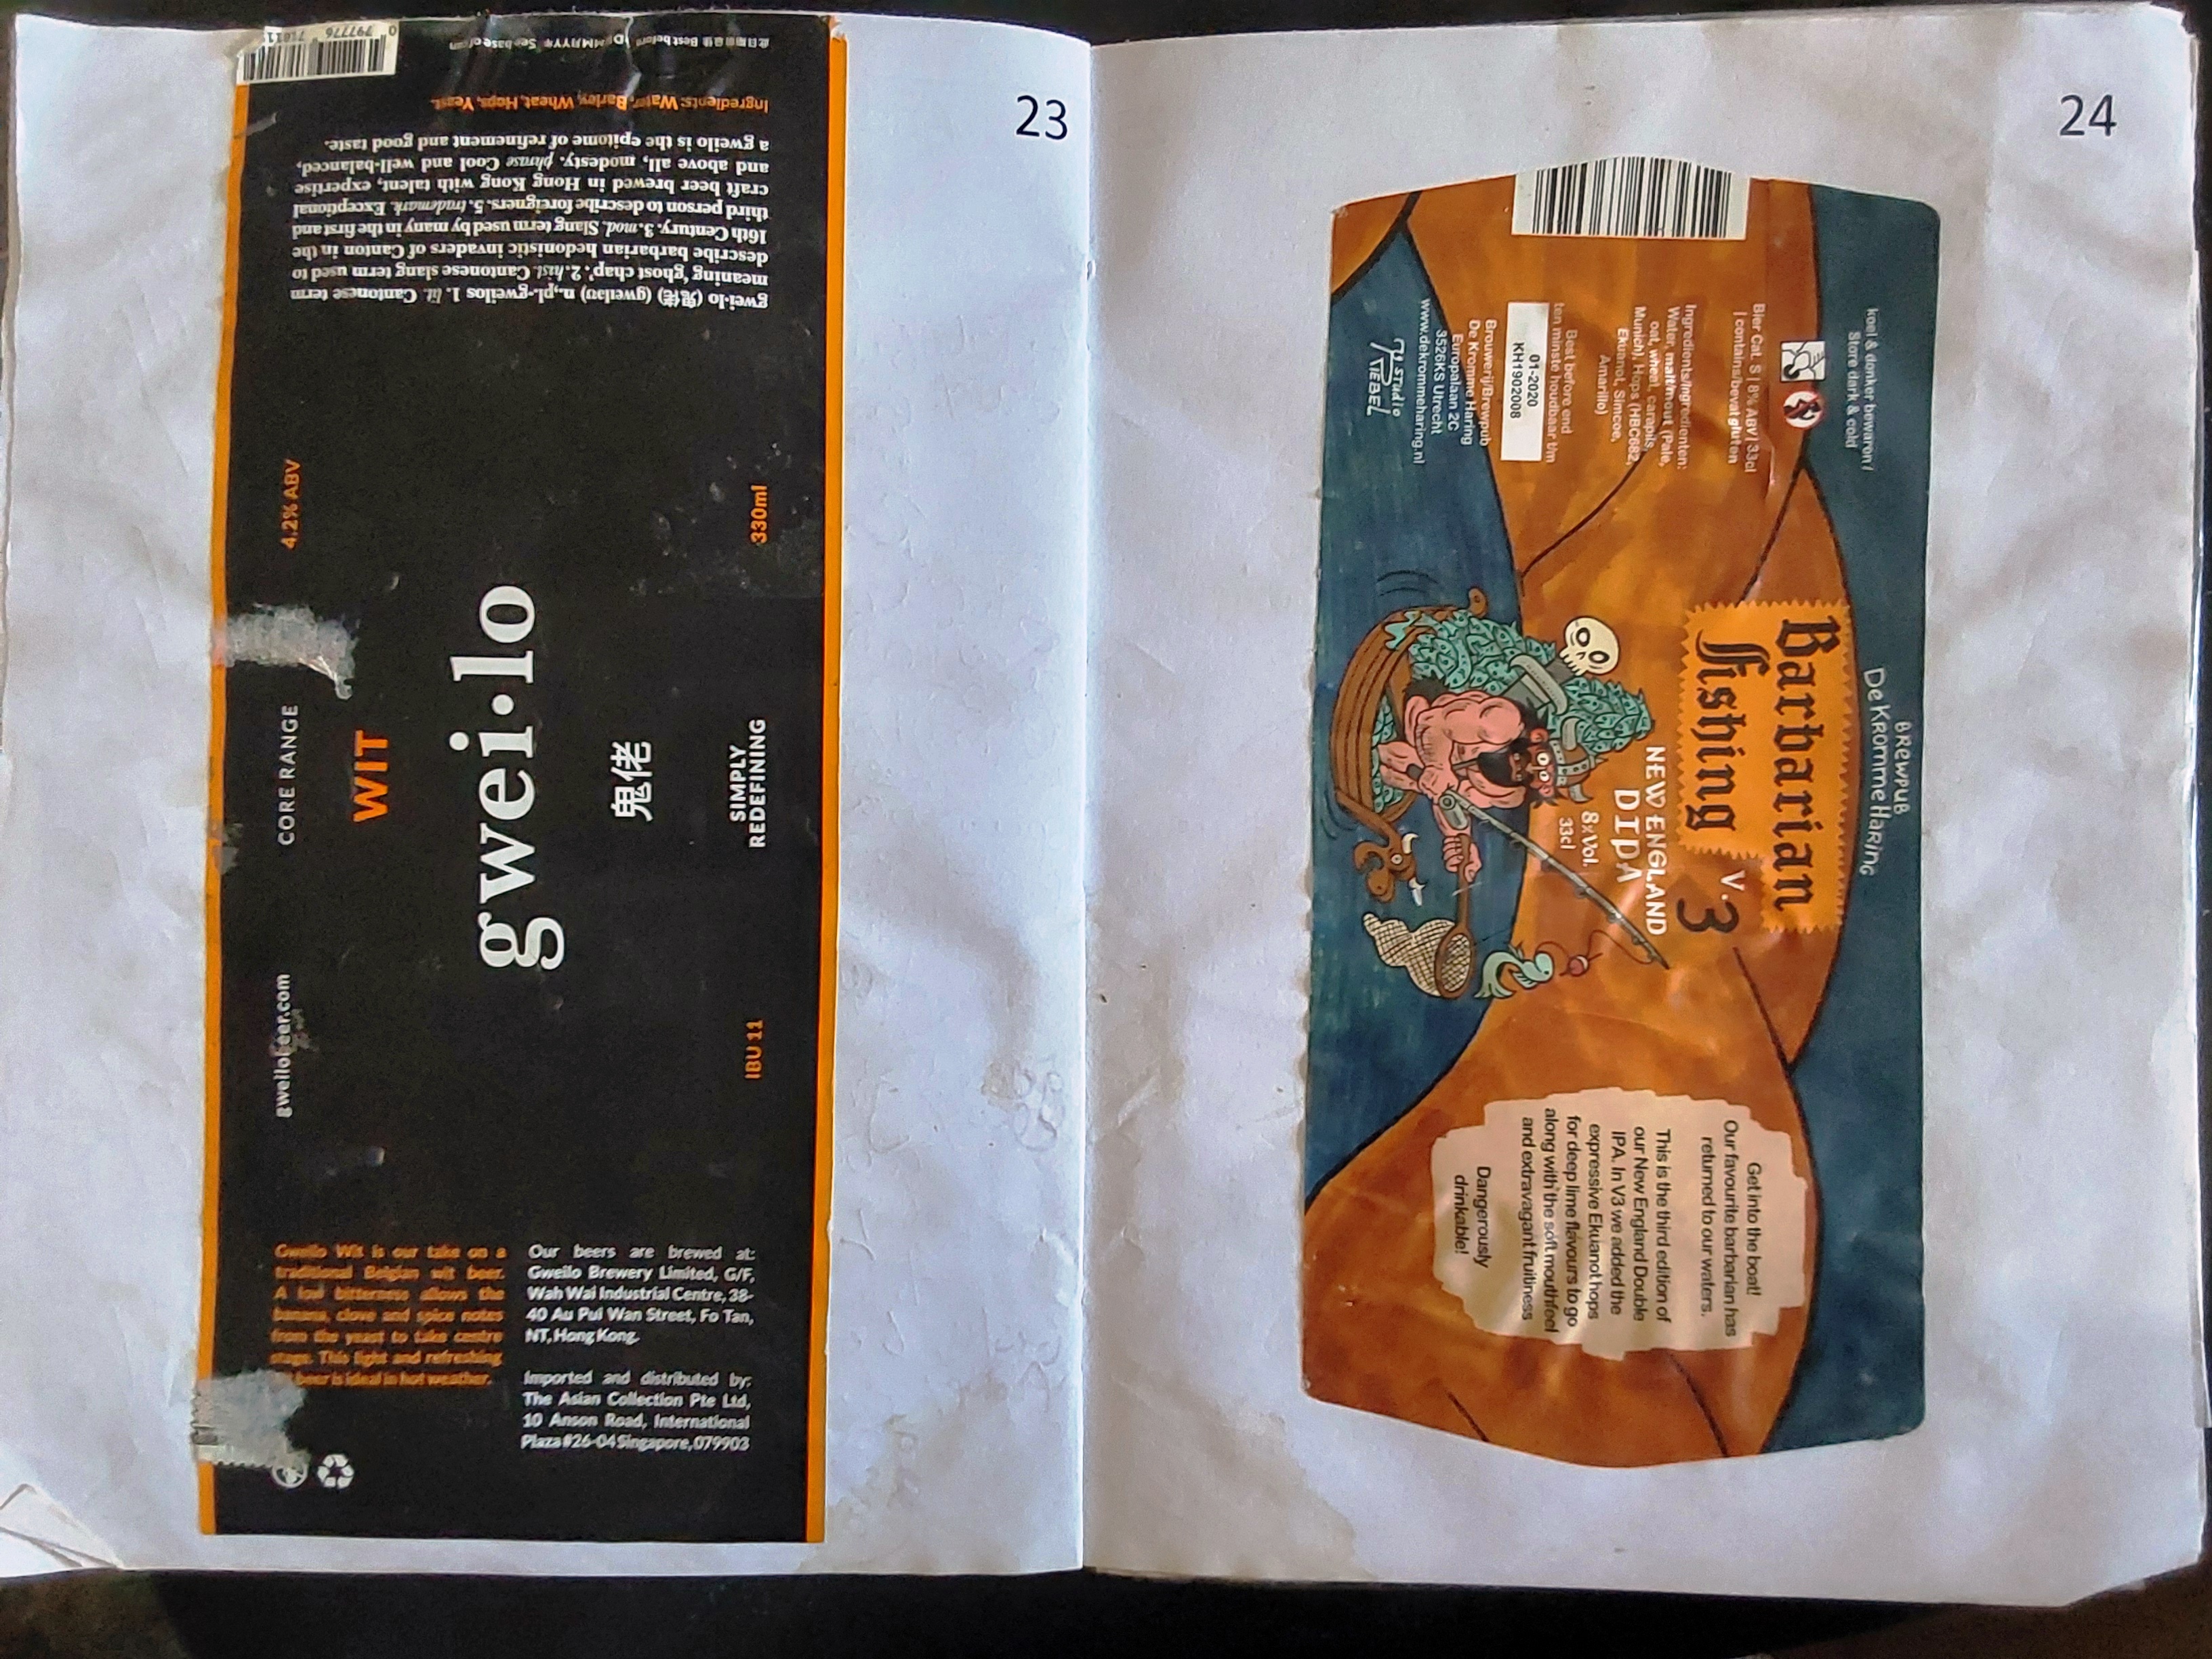 23
0 797776 71811
Best before
See base of can
Ingredients: Water, Barley, Wheat, Hops, Yeast.
gwei·lo (鬼佬) (gweɪləʊ) n.,pl.-gweilos 1. lit. Cantonese term
meaning 'ghost chap'. 2. hist. Cantonese slang term used to
describe barbarian hedonistic invaders of Canton in the
16th Century. 3. mod. Slang term used by many in the first and
third person to describe foreigners. 5. trademark. Exceptional
craft beer brewed in Hong Kong with talent, expertise
and above all, modesty. phrase Cool and well-balanced,
a gweilo is the epitome of refinement and good taste.
4.2% ABV
330ml
CORE RANGE
WIT
gwei·lo
鬼佬
SIMPLY
REDEFINING
gweilobeer.com
IBU 11
Gweilo Wit is our take on a
traditional Belgian wit beer.
A low bitterness allows the
banana, clove and spice notes
from the yeast to take centre
stage. This light and refreshing
beer is ideal in hot weather.
Our beers are brewed at:
Gweilo Brewery Limited, G/F,
Wah Wai Industrial Centre, 38-
40 Au Pui Wan Street, Fo Tan,
NT, Hong Kong.
Imported and distributed by:
The Asian Collection Pte Ltd,
10 Anson Road, International
Plaza #26-04 Singapore, 079903
24
koel & donker bewaren /
Store dark & cold
Bier Cat. S | 8% ABV | 33cl
| contains/bevat gluten
Ingredients/Ingredienten:
Water, malt/mout (Pale,
oat, wheat, carapils,
Munich), Hops (HBC682,
Ekuanot, Simcoe,
Amarillo)
Best before end
ten minste houdbaar t/m
01-2020
KH1902008
Brouwerij/Brewpub
De Kromme Haring
Europalaan 2C
3526KS Utrecht
www.dekrommeharing.nl
Studio
Rebel
BREWPUB
De Kromme Haring
Barbarian
fishing
V.3
NEW ENGLAND
DIPA
8% Vol.
33cl
Get into the boat!
Our favourite barbarian has
returned to our waters.
This is the third edition of
our New England Double
IPA. In V3 we added the
expressive Ekuanot hops
for deep lime flavours to go
along with the soft mouthfeel
and extravagant fruitiness
Dangerously
drinkable!